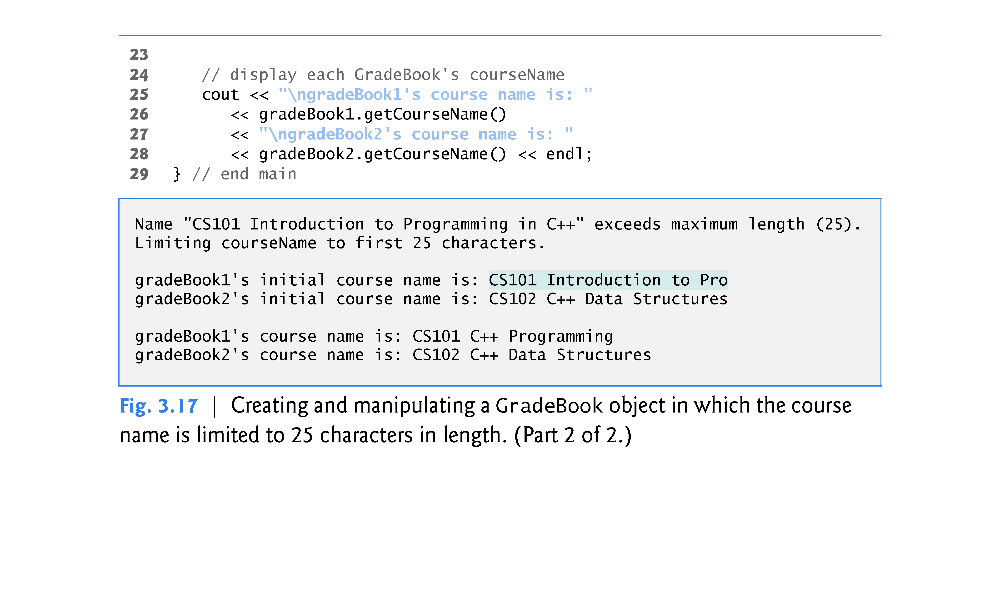 23
24 // display each GradeBook's courseName
25 cout << "\ngradeBook1's course name is: "
26 << gradeBook1.getCourseName()
27 << "\ngradeBook2's course name is: "
28 << gradeBook2.getCourseName() << endl;
29 } // end main
Name "CS101 Introduction to Programming in C++" exceeds maximum length (25).
Limiting courseName to first 25 characters.
gradeBook1's initial course name is: CS101 Introduction to Pro
gradeBook2's initial course name is: CS102 C++ Data Structures
gradeBook1's course name is: CS101 C++ Programming
gradeBook2's course name is: CS102 C++ Data Structures
Fig. 3.17 | Creating and manipulating a GradeBook object in which the course
name is limited to 25 characters in length. (Part 2 of 2.)